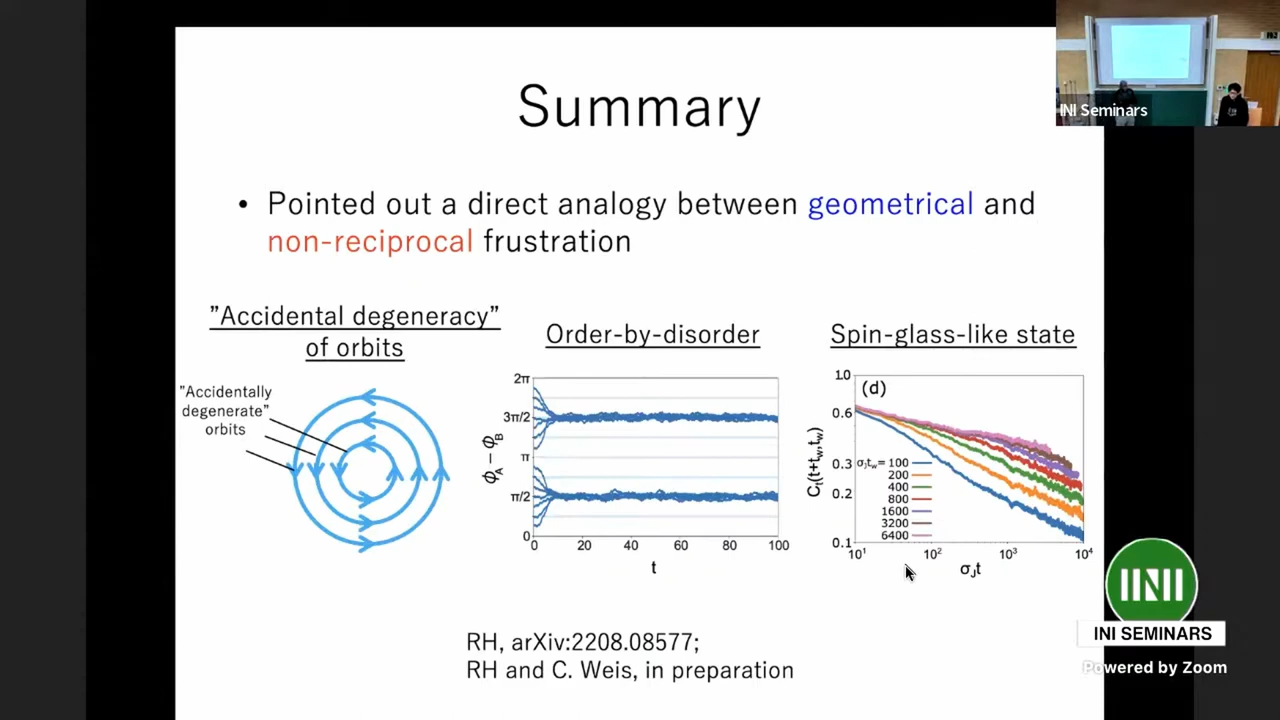 Summary
INI Seminars
• Pointed out a direct analogy between geometrical and
non-reciprocal frustration
"Accidental degeneracy"
of orbits
"Accidentally
degenerate"
orbits
Order-by-disorder
2π
3π/2
π
π/2
0
ϕA − ϕB
0 20 40 60 80 100
t
Spin-glass-like state
(d)
1.0
0.6
0.3
0.2
0.1
Ct(t+tw,tw)
σJtw= 100
200
400
800
1600
3200
6400
10¹ 10² 10³ 10⁴
σJt
RH, arXiv:2208.08577;
RH and C. Weis, in preparation
INI
INI SEMINARS
Powered by Zoom